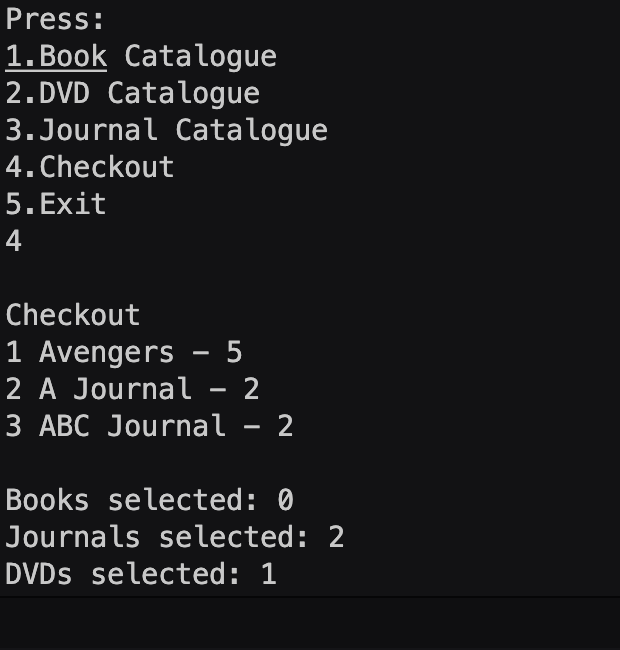 Press:
1.Book Catalogue
2.DVD Catalogue
3.Journal Catalogue
4.Checkout
5.Exit
4
Checkout
1 Avengers – 5
2 A Journal – 2
3 ABC Journal – 2
Books selected: 0
Journals selected: 2
DVDs selected: 1